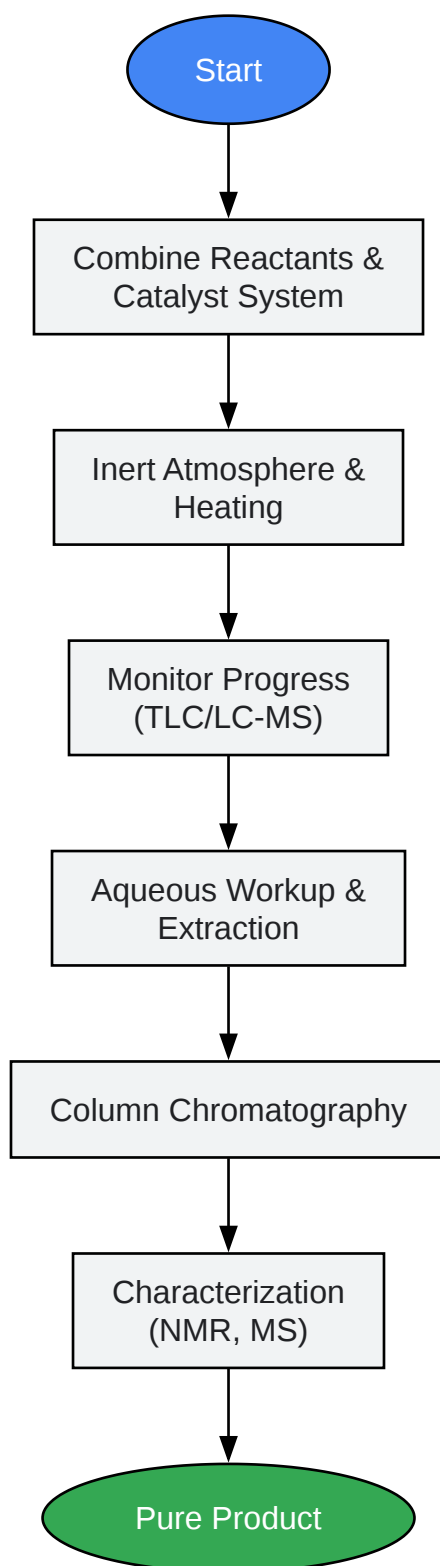 Start
Combine Reactants &
Catalyst System
Inert Atmosphere &
Heating
Monitor Progress
(TLC/LC-MS)
Aqueous Workup &
Extraction
Column Chromatography
Characterization
(NMR, MS)
Pure Product